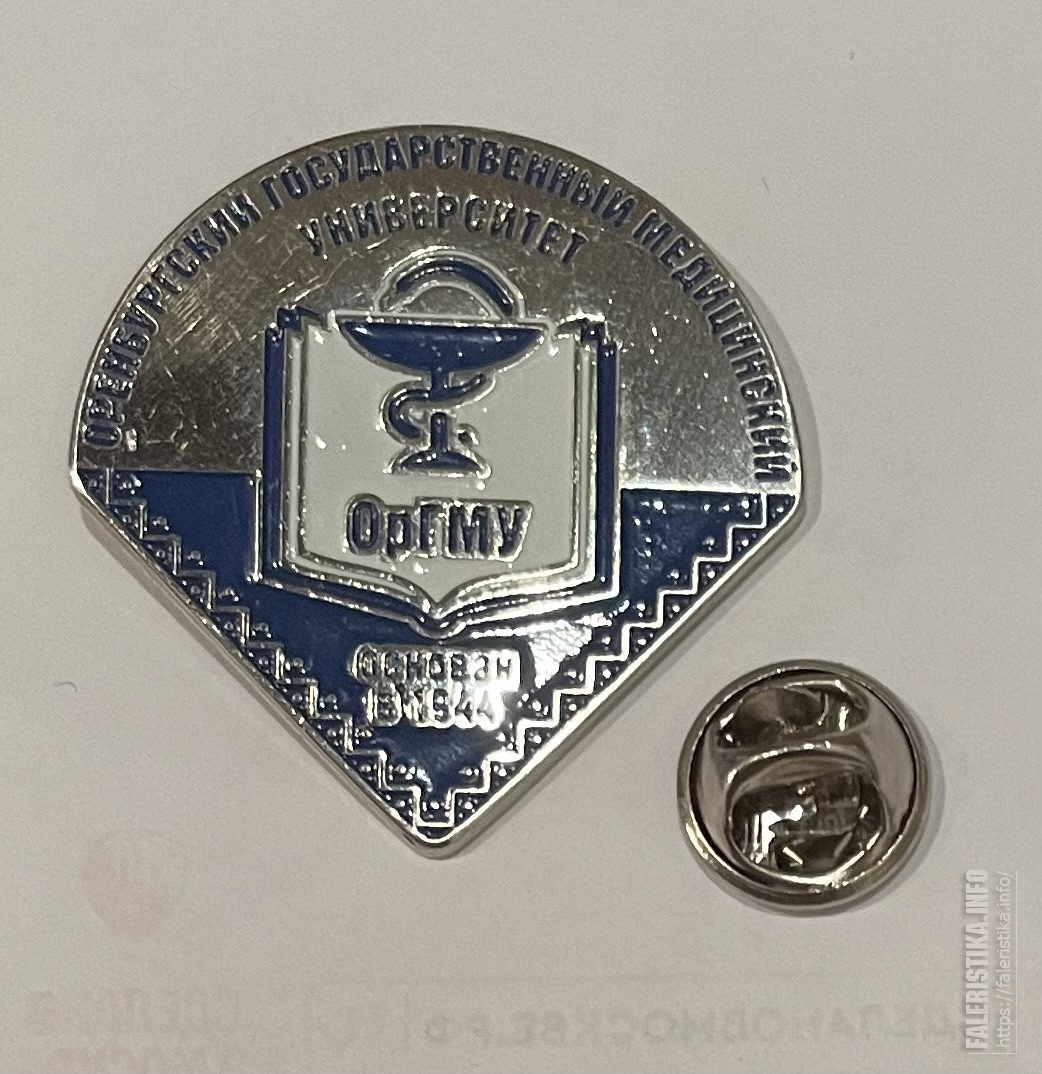 ОРЕНБУРГСКИЙ ГОСУДАРСТВЕННЫЙ МЕДИЦИНСКИЙ
УНИВЕРСИТЕТ
ОрГМУ
Основан
в 1944
FALERISTIKA.INFO
https://faleristika.info/